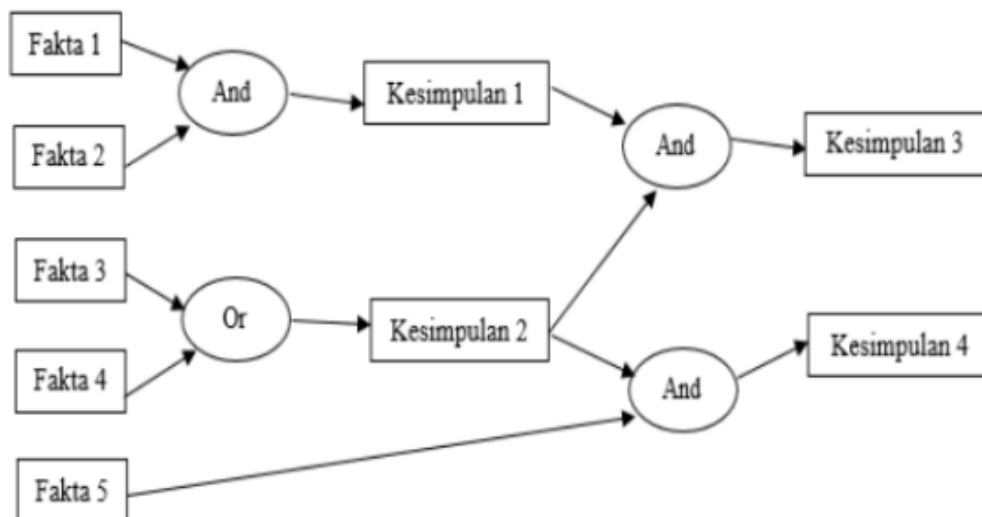 Fakta 1
And
Kesimpulan 1
Fakta 2
And
Kesimpulan 3
Fakta 3
Or
Kesimpulan 2
Fakta 4
And
Kesimpulan 4
Fakta 5